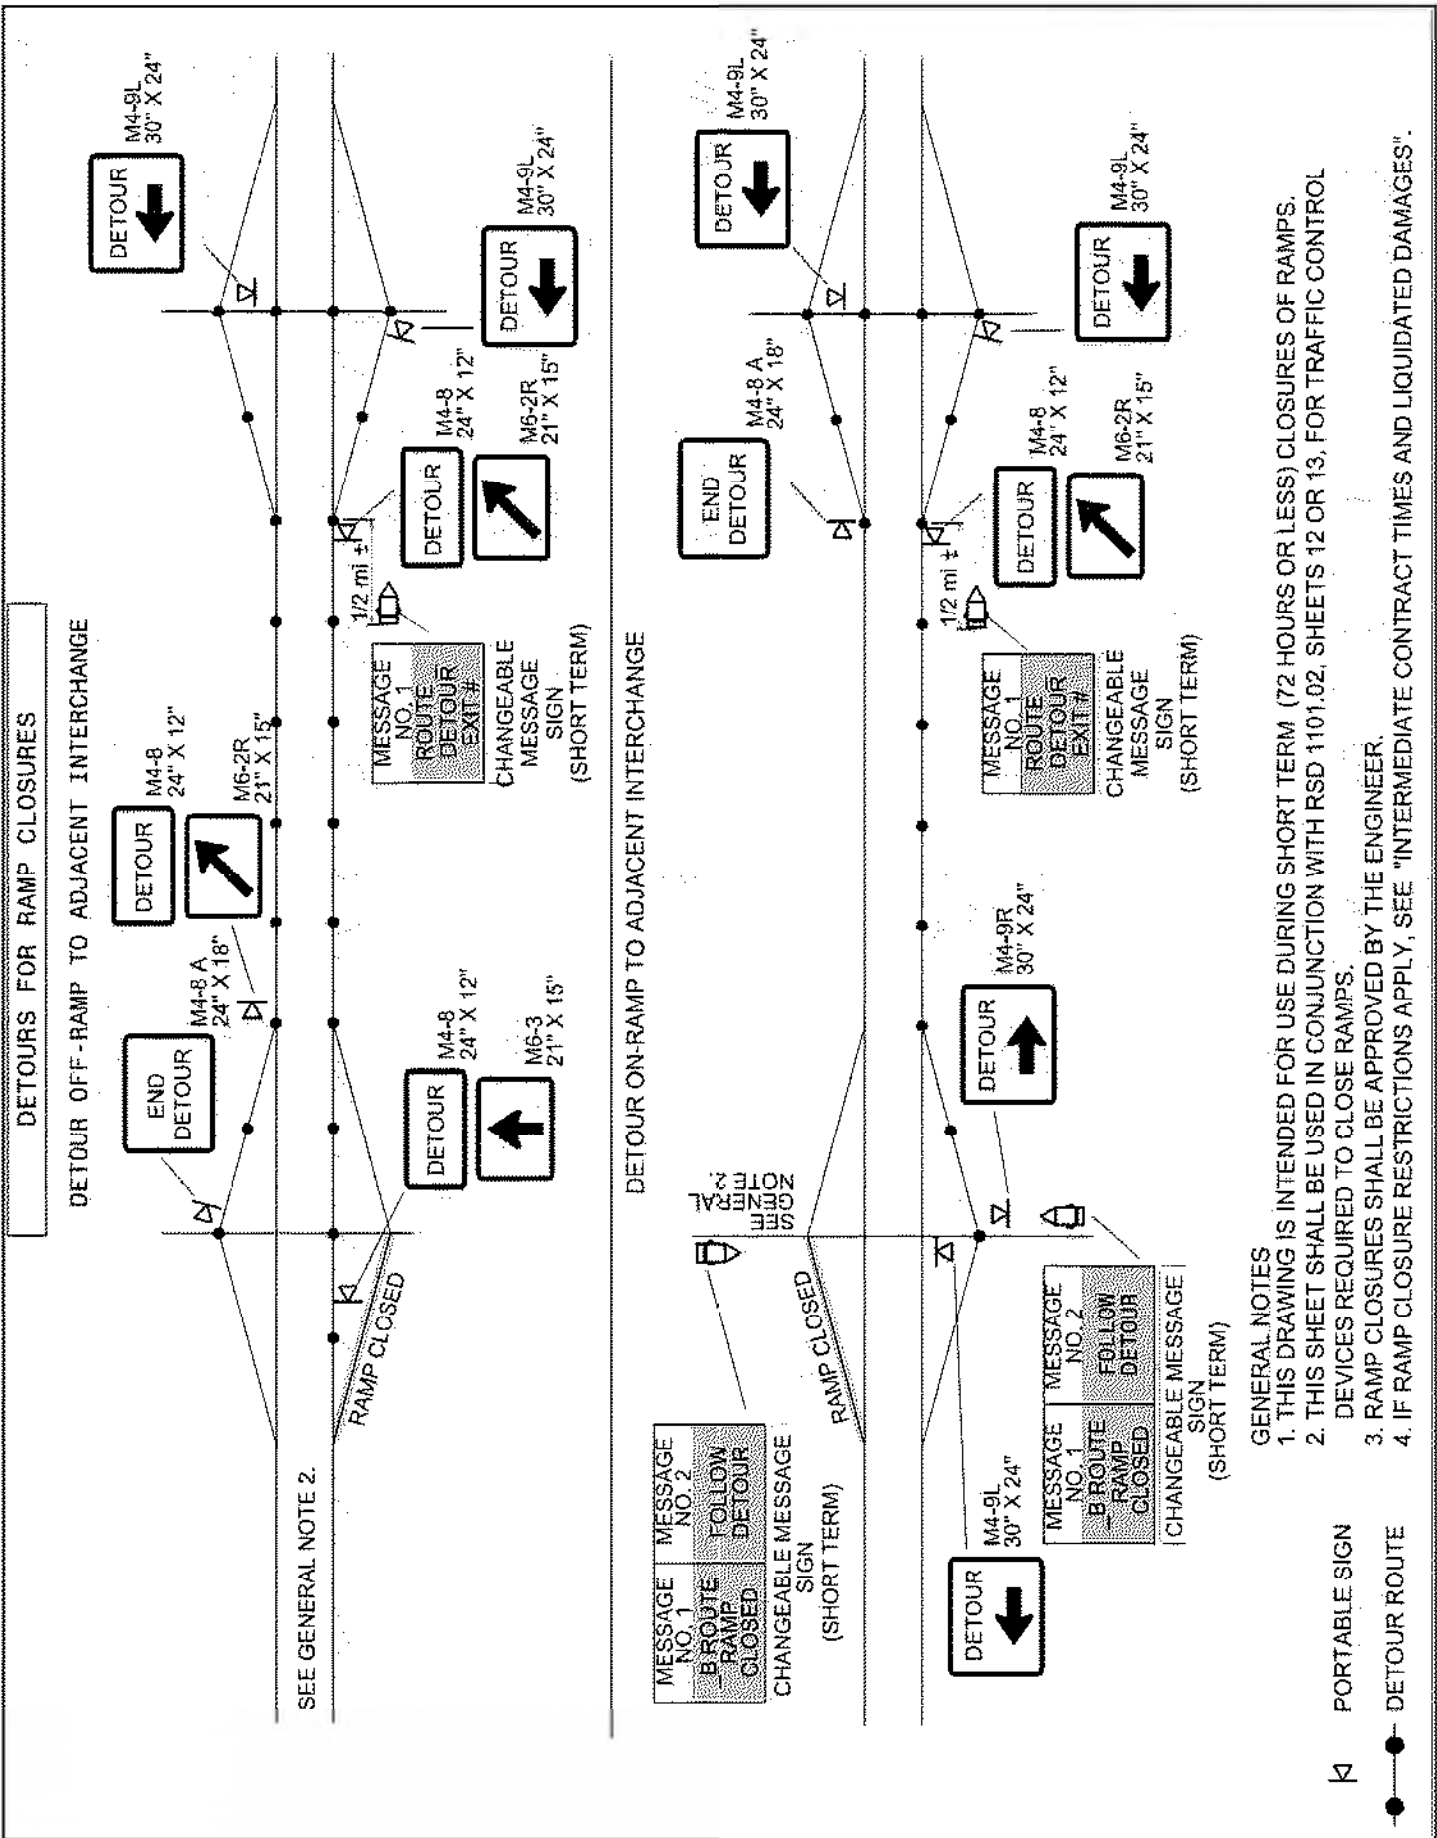 DETOURS FOR RAMP CLOSURES
DETOUR OFF-RAMP TO ADJACENT INTERCHANGE
END
DETOUR
M4-8 A
24" X 18"
DETOUR
M4-8
24" X 12"
M6-2R
21" X 15"
DETOUR
M4-9L
30" X 24"
SEE GENERAL NOTE 2.
RAMP CLOSED
DETOUR
M4-8
24" X 12"
M6-3
21" X 15"
MESSAGE
NO. 1
ROUTE
DETOUR
EXIT #
CHANGEABLE
MESSAGE
SIGN
(SHORT TERM)
1/2 mi ±
DETOUR
M4-8
24" X 12"
M6-2R
21" X 15"
DETOUR
M4-9L
30" X 24"
DETOUR ON-RAMP TO ADJACENT INTERCHANGE
MESSAGE
NO. 1
_B ROUTE
_ RAMP
CLOSED
MESSAGE
NO. 2
FOLLOW
DETOUR
CHANGEABLE MESSAGE
SIGN
(SHORT TERM)
SEE
GENERAL
NOTE 2.
RAMP CLOSED
END
DETOUR
M4-8 A
24" X 18"
DETOUR
M4-9L
30" X 24"
DETOUR
M4-9L
30" X 24"
MESSAGE
NO. 1
_B ROUTE
RAMP
CLOSED
MESSAGE
NO. 2
FOLLOW
DETOUR
CHANGEABLE MESSAGE
SIGN
(SHORT TERM)
DETOUR
M4-9R
30" X 24"
MESSAGE
NO. 1
ROUTE
DETOUR
EXIT #
CHANGEABLE
MESSAGE
SIGN
(SHORT TERM)
1/2 mi ±
DETOUR
M4-8
24" X 12"
M6-2R
21" X 15"
DETOUR
M4-9L
30" X 24"
PORTABLE SIGN
DETOUR ROUTE
GENERAL NOTES
1. THIS DRAWING IS INTENDED FOR USE DURING SHORT TERM (72 HOURS OR LESS) CLOSURES OF RAMPS.
2. THIS SHEET SHALL BE USED IN CONJUNCTION WITH RSD 1101.02, SHEETS 12 OR 13, FOR TRAFFIC CONTROL
DEVICES REQUIRED TO CLOSE RAMPS.
3. RAMP CLOSURES SHALL BE APPROVED BY THE ENGINEER.
4. IF RAMP CLOSURE RESTRICTIONS APPLY, SEE "INTERMEDIATE CONTRACT TIMES AND LIQUIDATED DAMAGES".